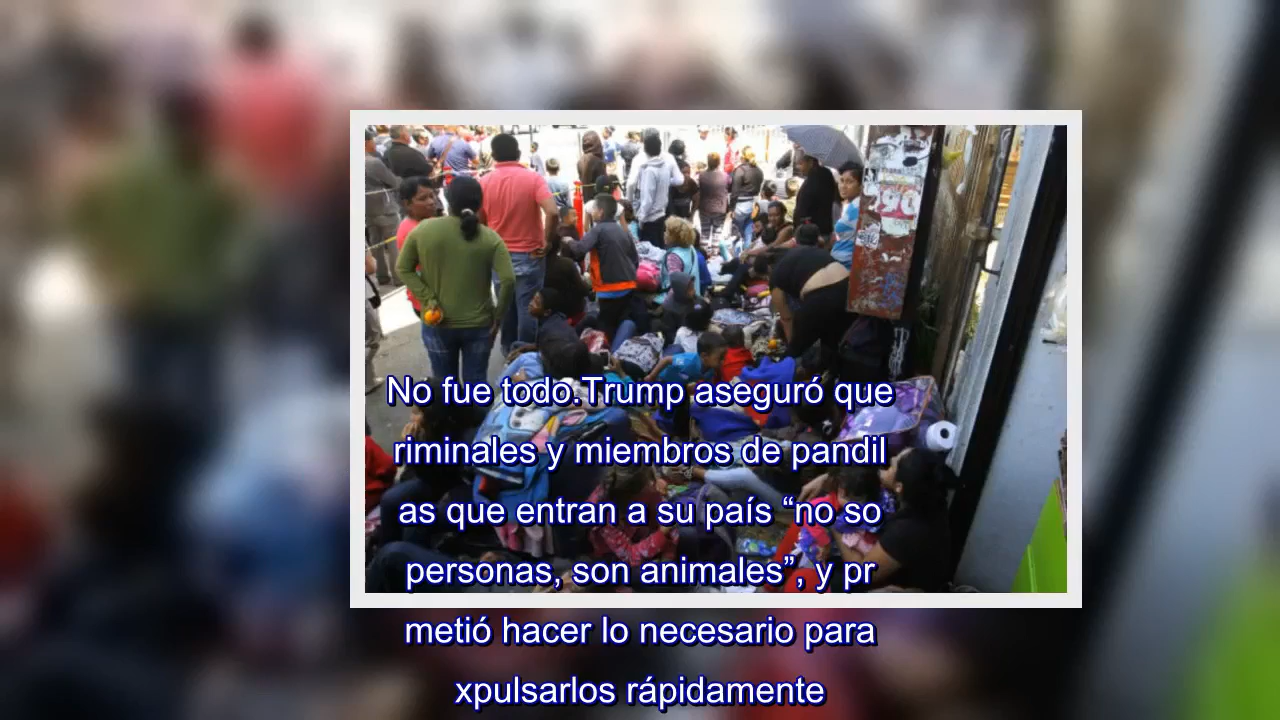 No fue todo.Trump aseguró que
riminales y miembros de pandil
as que entran a su país “no so
personas, son animales”, y pr
metió hacer lo necesario para
xpulsarlos rápidamente